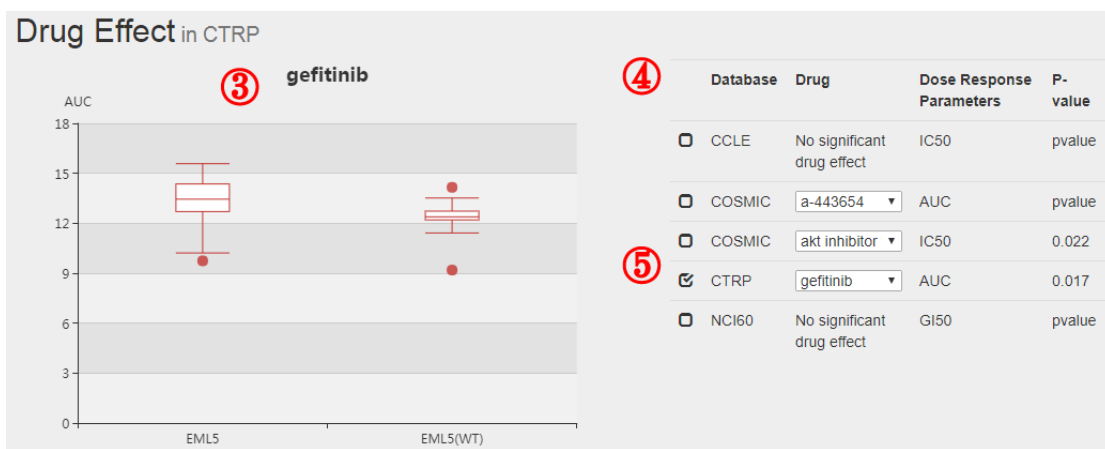 Drug Effect in CTRP
③
gefitinib
AUC
18
15
12
9
6
3
0
EML5 EML5(WT)
④
Database Drug Dose Response Parameters P-value
CCLE No significant drug effect IC50 pvalue
COSMIC a-443654 AUC pvalue
COSMIC akt inhibitor IC50 0.022
⑤
CTRP gefitinib AUC 0.017
NCI60 No significant drug effect GI50 pvalue